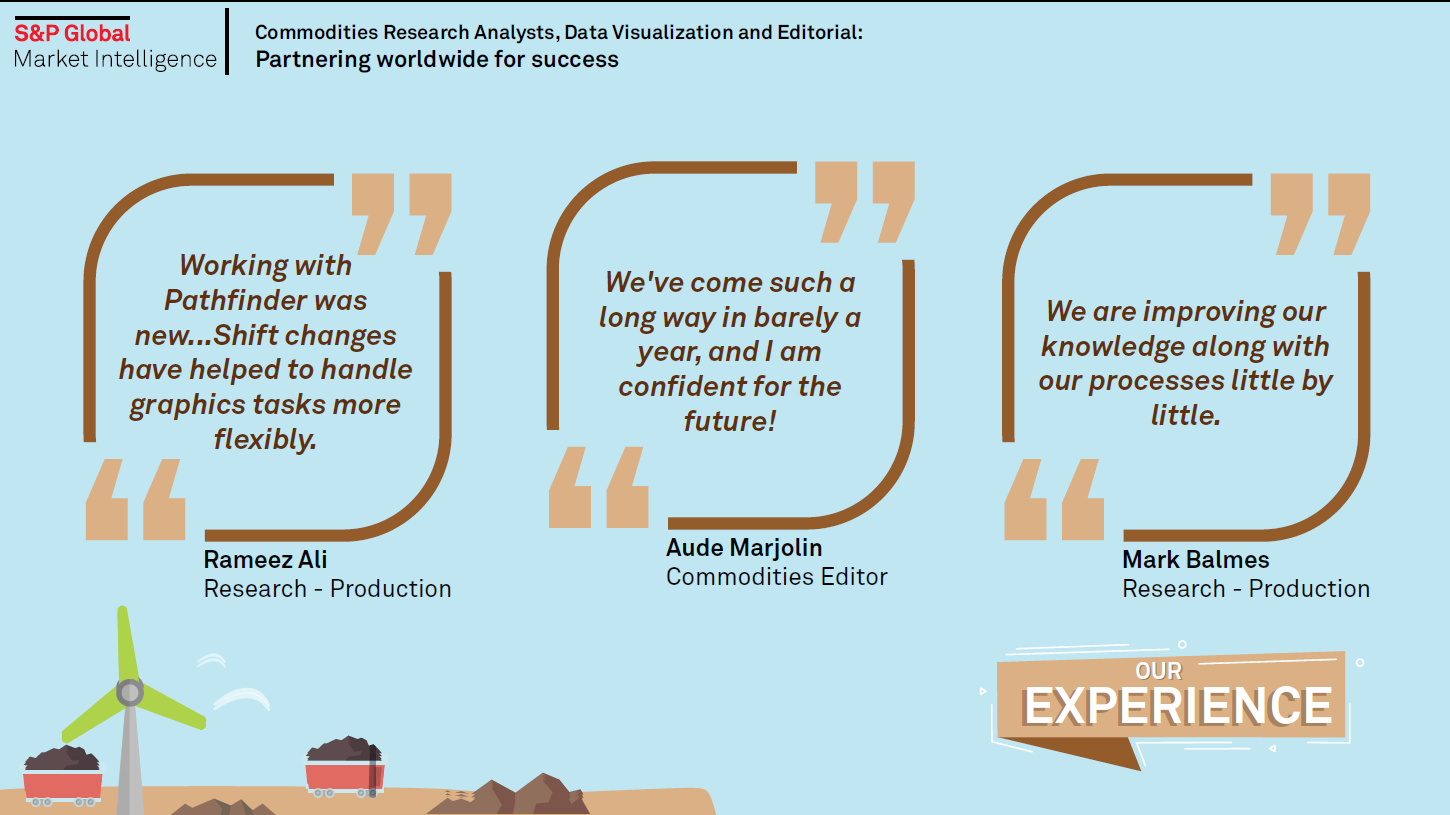 S&P Global
Market Intelligence
Commodities Research Analysts, Data Visualization and Editorial:
Partnering worldwide for success
Working with
Pathfinder was
new...Shift changes
have helped to handle
graphics tasks more
flexibly.
Rameez Ali
Research - Production
We've come such a
long way in barely a
year, and I am
confident for the
future!
Aude Marjolin
Commodities Editor
We are improving our
knowledge along with
our processes little by
little.
Mark Balmes
Research - Production
OUR
EXPERIENCE